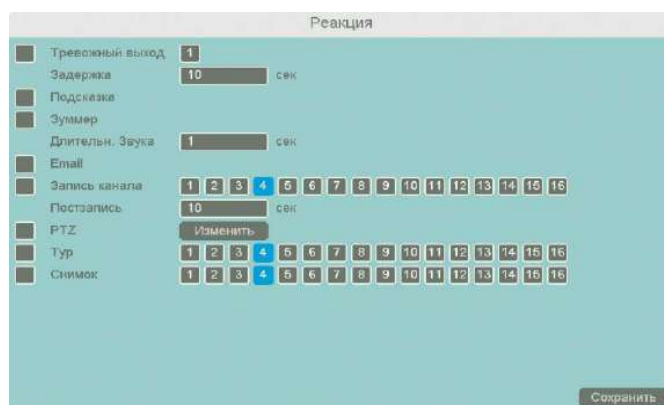 Реакция
Тревожный выход 1
Задержка 10 сек
Подсказка
Зуммер
Длительн. Звука 1 сек
Email
Запись канала 1 2 3 4 5 6 7 8 9 10 11 12 13 14 15 16
Постзапись 10 сек
PTZ Изменить
Тур 1 2 3 4 5 6 7 8 9 10 11 12 13 14 15 16
Снимок 1 2 3 4 5 6 7 8 9 10 11 12 13 14 15 16
Сохранить